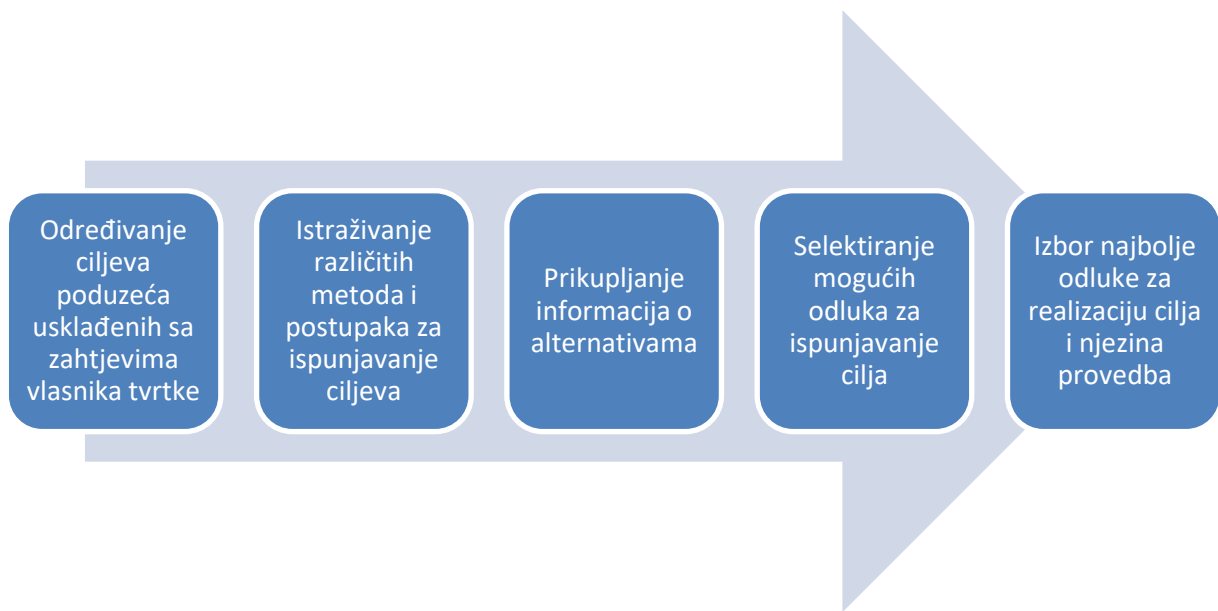 Određivanje
ciljeva
poduzeća
usklađenih sa
zahtjevima
vlasnika tvrtke
Istraživanje
različitih
metoda i
postupaka za
ispunjavanje
ciljeva
Prikupljanje
informacija o
alternativama
Selektiranje
mogućih
odluka za
ispunjavanje
cilja
Izbor najbolje
odluke za
realizaciju cilja
i njezina
provedba